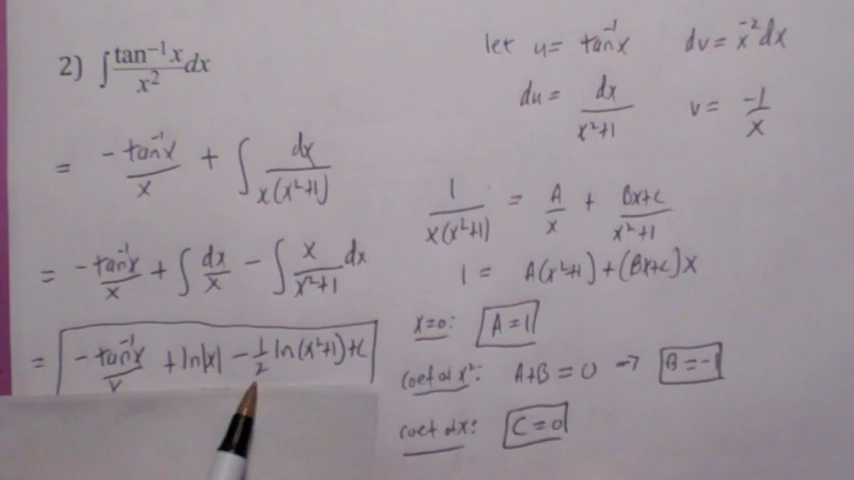 2) ∫ tan⁻¹x / x² dx
= -tan⁻¹x / x + ∫ dx / x(x²+1)
= -tan⁻¹x / x + ∫ dx / x - ∫ x / x²+1 dx
= -tan⁻¹x / x + ln|x| - 1/2 ln(x²+1) + C
let u = tan⁻¹x dv = x⁻²dx
du = dx / x²+1 v = -1 / x
1 / x(x²+1) = A / x + Bx+C / x²+1
1 = A(x²+1) + (Bx+C)x
x=0: A=1
coef of x²: A+B=0 → B=-1
coef of x: C=0